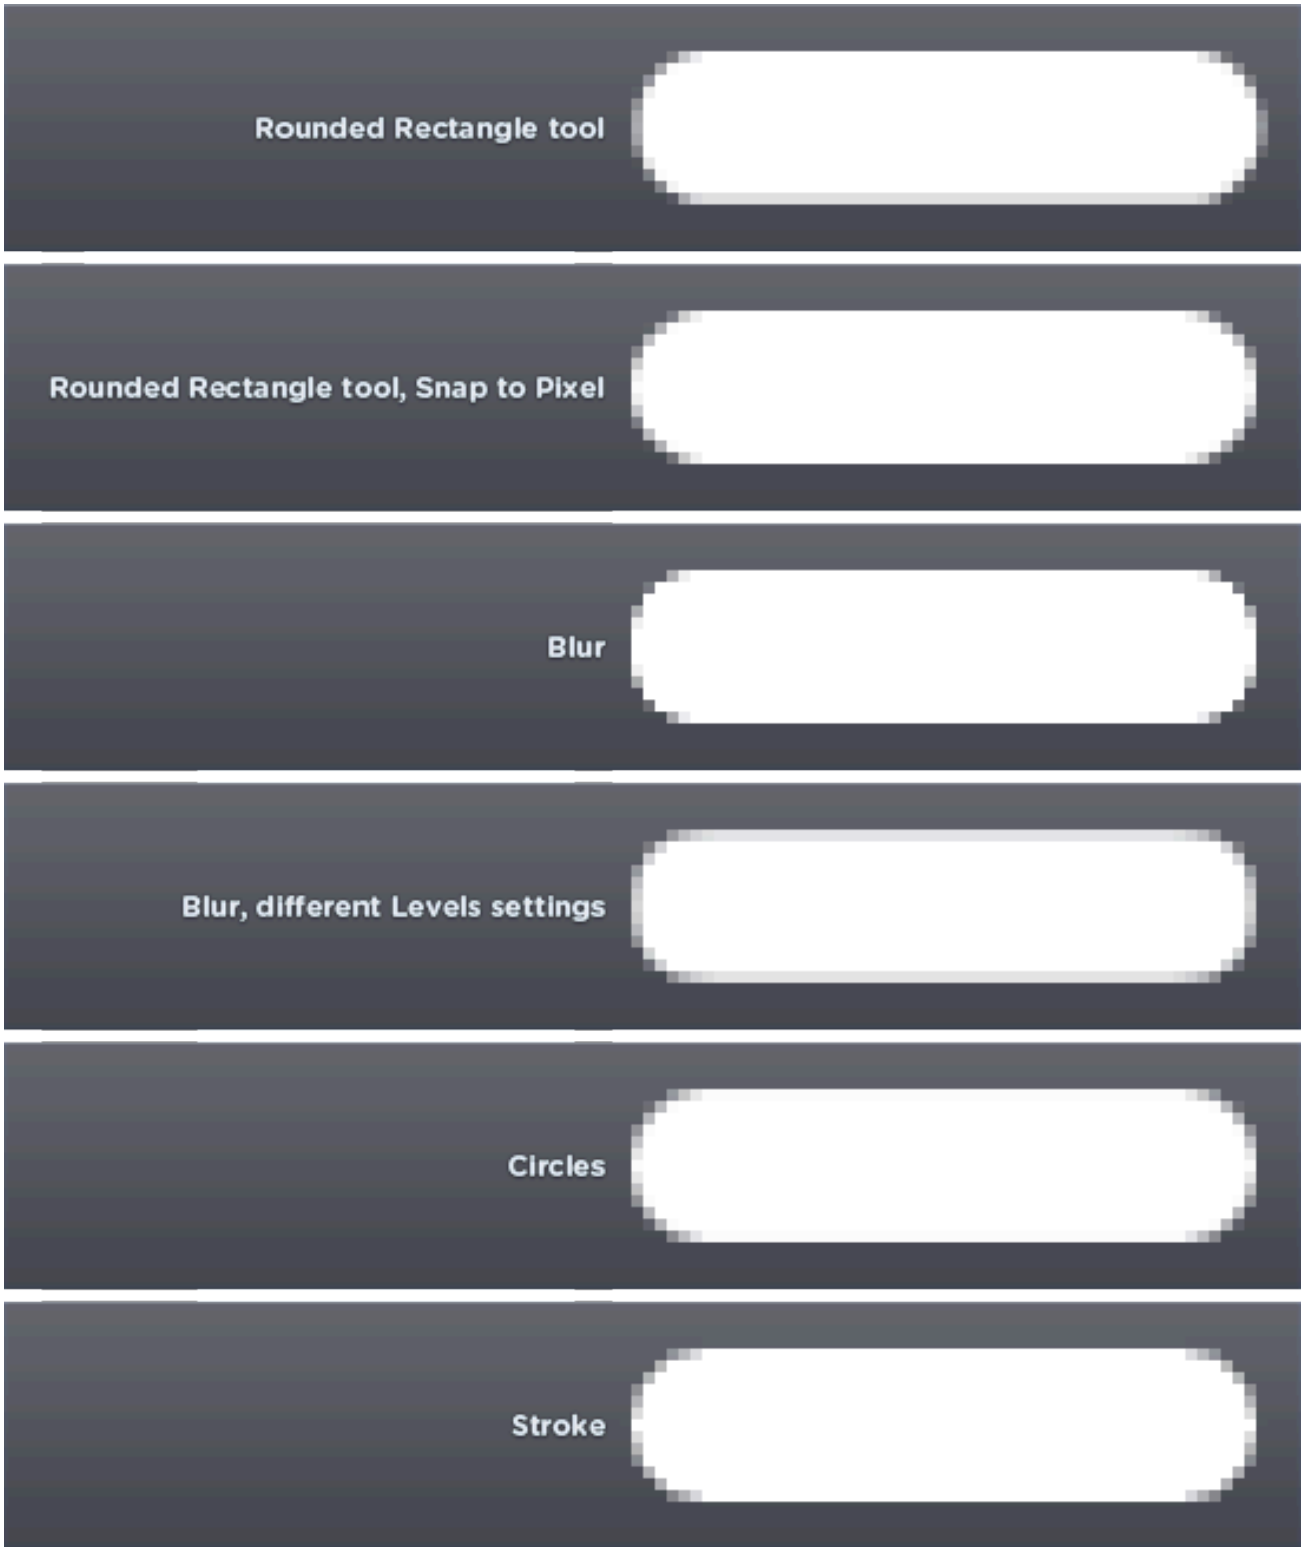 Rounded Rectangle tool
Rounded Rectangle tool, Snap to Pixel
Blur
Blur, different Levels settings
Circles
Stroke